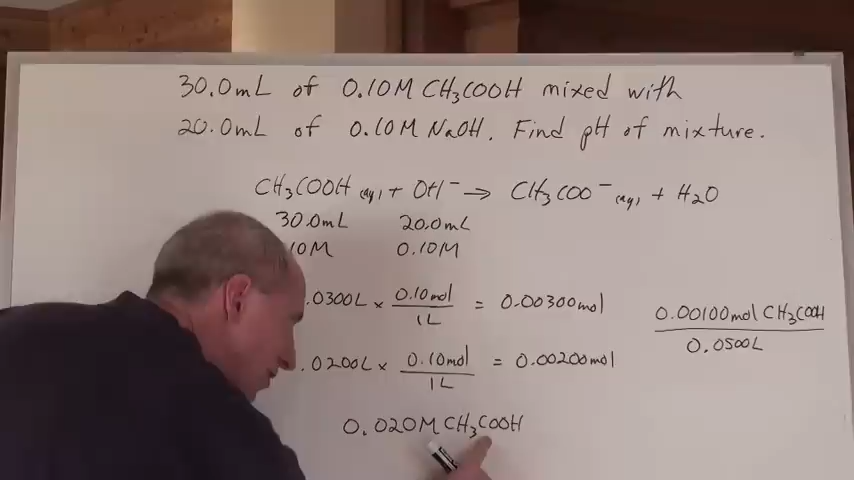 30.0mL of 0.10M CH₃COOH mixed with
20.0mL of 0.10M NaOH. Find pH of mixture.
CH₃COOH (aq) + OH⁻ → CH₃COO⁻ (aq) + H₂O
30.0mL 20.0mL
10M 0.10M
.0300L × 0.10mol / 1L = 0.00300mol
0.00100mol CH₃COOH / 0.0500L
.0200L × 0.10mol / 1L = 0.00200mol
0.020M CH₃COOH